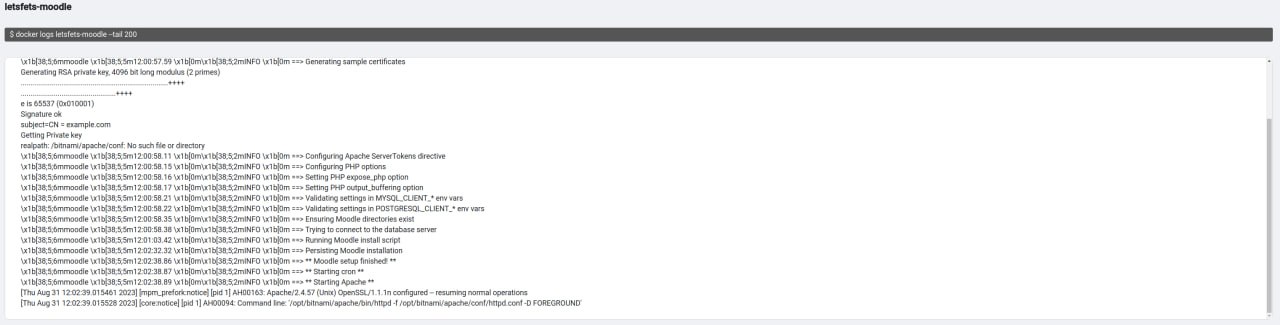 letsfets-moodle
$ docker logs letsfets-moodle --tail 200
\x1b[38;5;6mmoodle \x1b[38;5;5m12:00:57.59 \x1b[0m\x1b[38;5;2mINFO \x1b[0m ==> Generating sample certificates
Generating RSA private key, 4096 bit long modulus (2 primes)
..........................................................................++++
...............................................++++
e is 65537 (0x010001)
Signature ok
subject=CN = example.com
Getting Private key
realpath: /bitnami/apache/conf: No such file or directory
\x1b[38;5;6mmoodle \x1b[38;5;5m12:00:58.11 \x1b[0m\x1b[38;5;2mINFO \x1b[0m ==> Configuring Apache ServerTokens directive
\x1b[38;5;6mmoodle \x1b[38;5;5m12:00:58.15 \x1b[0m\x1b[38;5;2mINFO \x1b[0m ==> Configuring PHP options
\x1b[38;5;6mmoodle \x1b[38;5;5m12:00:58.16 \x1b[0m\x1b[38;5;2mINFO \x1b[0m ==> Setting PHP expose_php option
\x1b[38;5;6mmoodle \x1b[38;5;5m12:00:58.17 \x1b[0m\x1b[38;5;2mINFO \x1b[0m ==> Setting PHP output_buffering option
\x1b[38;5;6mmoodle \x1b[38;5;5m12:00:58.21 \x1b[0m\x1b[38;5;2mINFO \x1b[0m ==> Validating settings in MYSQL_CLIENT_* env vars
\x1b[38;5;6mmoodle \x1b[38;5;5m12:00:58.22 \x1b[0m\x1b[38;5;2mINFO \x1b[0m ==> Validating settings in POSTGRESQL_CLIENT_* env vars
\x1b[38;5;6mmoodle \x1b[38;5;5m12:00:58.35 \x1b[0m\x1b[38;5;2mINFO \x1b[0m ==> Ensuring Moodle directories exist
\x1b[38;5;6mmoodle \x1b[38;5;5m12:00:58.38 \x1b[0m\x1b[38;5;2mINFO \x1b[0m ==> Trying to connect to the database server
\x1b[38;5;6mmoodle \x1b[38;5;5m12:01:03.42 \x1b[0m\x1b[38;5;2mINFO \x1b[0m ==> Running Moodle install script
\x1b[38;5;6mmoodle \x1b[38;5;5m12:02:32.32 \x1b[0m\x1b[38;5;2mINFO \x1b[0m ==> Persisting Moodle installation
\x1b[38;5;6mmoodle \x1b[38;5;5m12:02:38.86 \x1b[0m\x1b[38;5;2mINFO \x1b[0m ==> ** Moodle setup finished! **
\x1b[38;5;6mmoodle \x1b[38;5;5m12:02:38.87 \x1b[0m\x1b[38;5;2mINFO \x1b[0m ==> ** Starting cron **
\x1b[38;5;6mmoodle \x1b[38;5;5m12:02:38.89 \x1b[0m\x1b[38;5;2mINFO \x1b[0m ==> ** Starting Apache **
[Thu Aug 31 12:02:39.015461 2023] [mpm_prefork:notice] [pid 1] AH00163: Apache/2.4.57 (Unix) OpenSSL/1.1.1n configured -- resuming normal operations
[Thu Aug 31 12:02:39.015528 2023] [core:notice] [pid 1] AH00094: Command line: '/opt/bitnami/apache/bin/httpd -f /opt/bitnami/apache/conf/httpd.conf -D FOREGROUND'